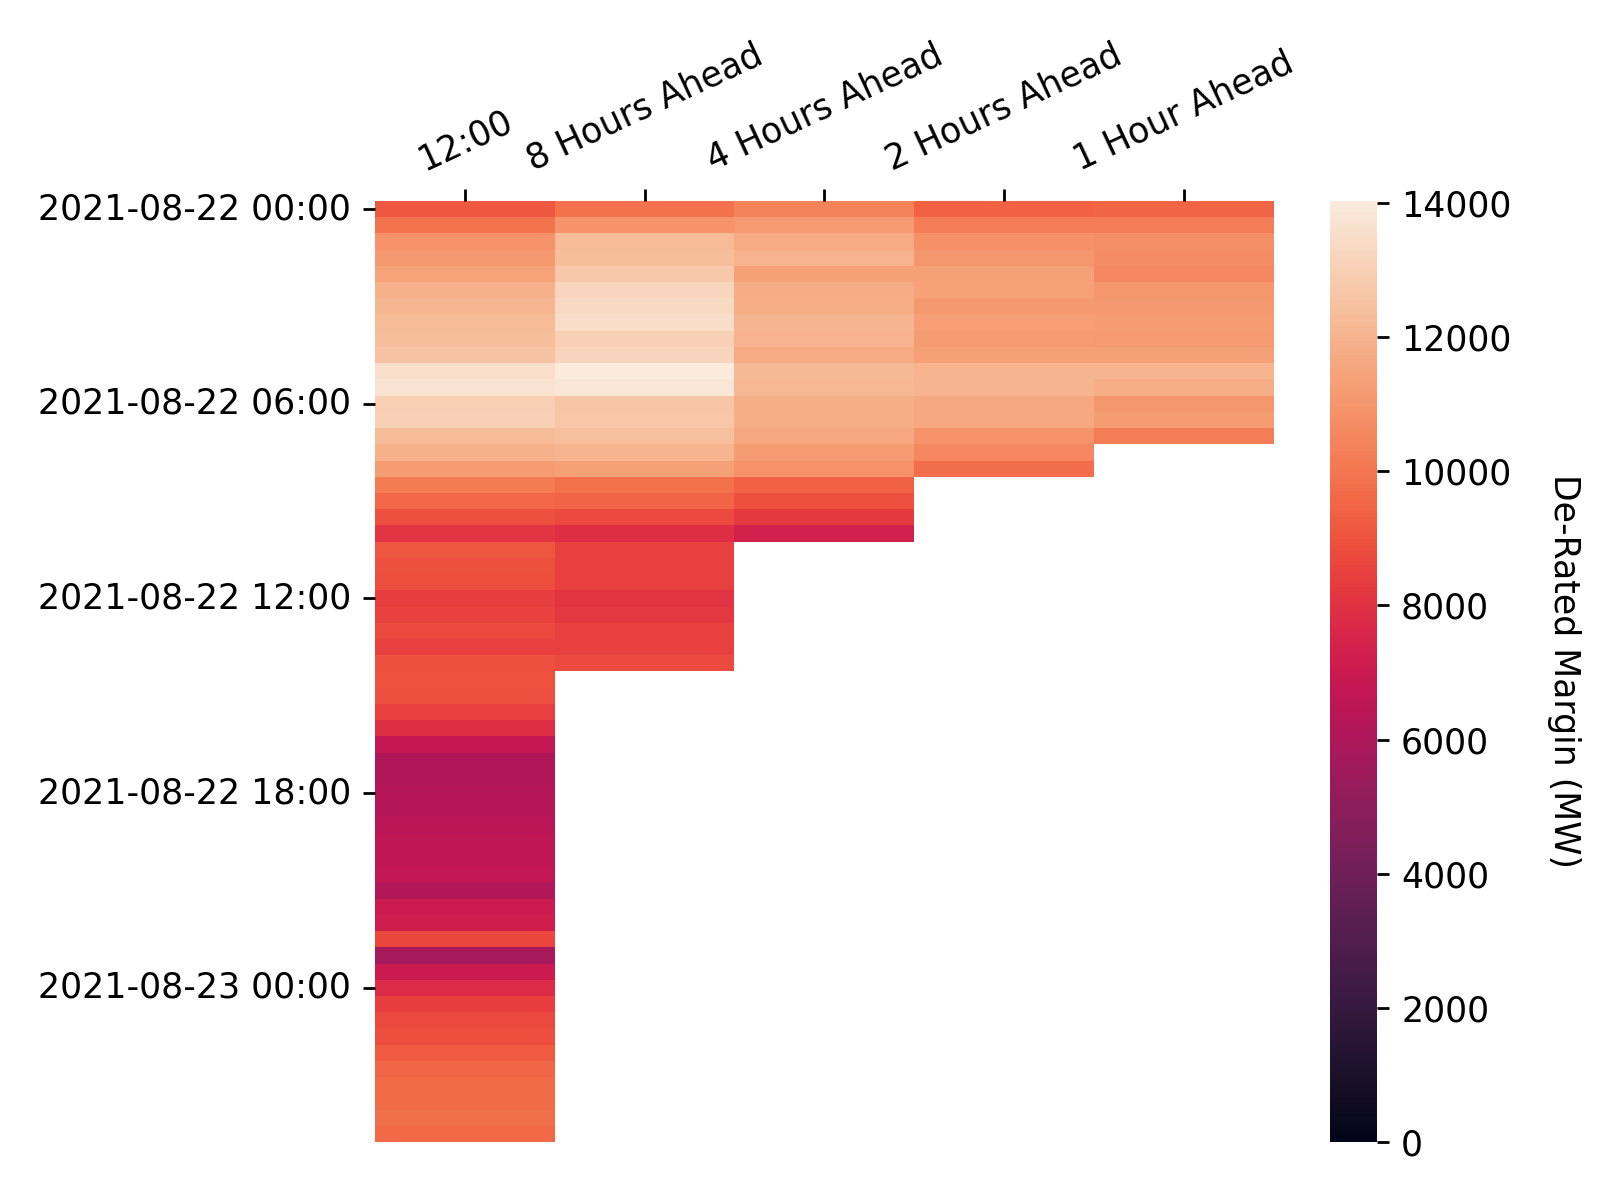 12:00
8 Hours Ahead
4 Hours Ahead
2 Hours Ahead
1 Hour Ahead
2021-08-22 00:00
2021-08-22 06:00
2021-08-22 12:00
2021-08-22 18:00
2021-08-23 00:00
14000
12000
10000
8000
6000
4000
2000
0
De-Rated Margin (MW)